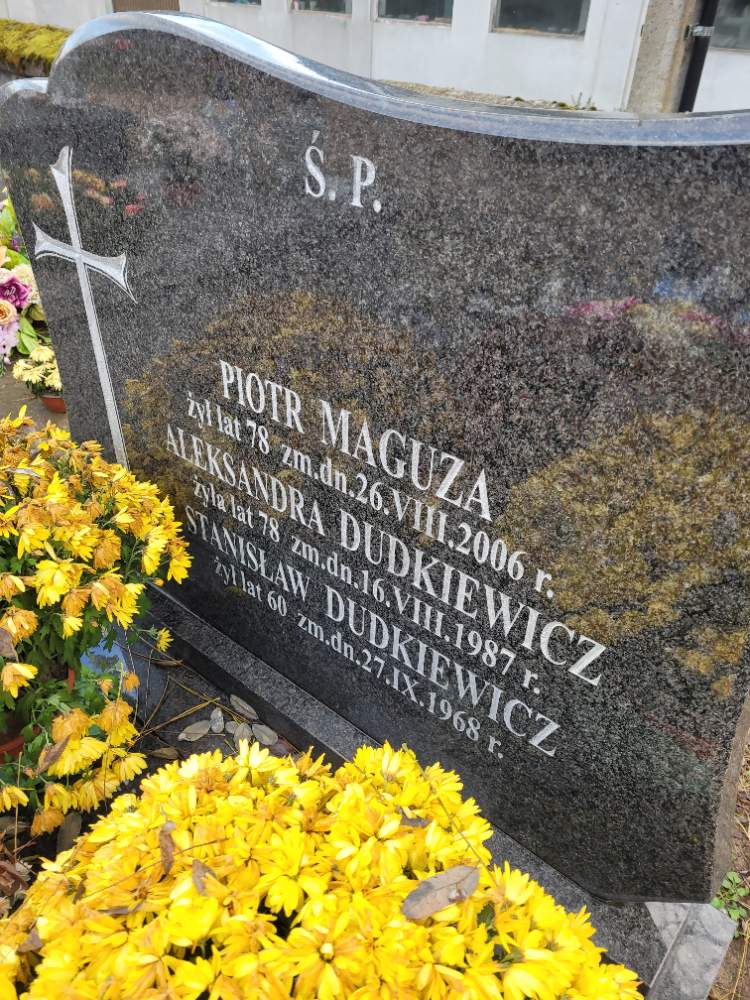 Ś. P.
PIOTR MAGUZA
żył lat 78 zm.dn.26.VIII.2006 r.
ALEKSANDRA DUDKIEWICZ
żyła lat 78 zm.dn.16.VIII.1987 r.
STANISŁAW DUDKIEWICZ
żył lat 60 zm.dn.27.IX.1968 r.